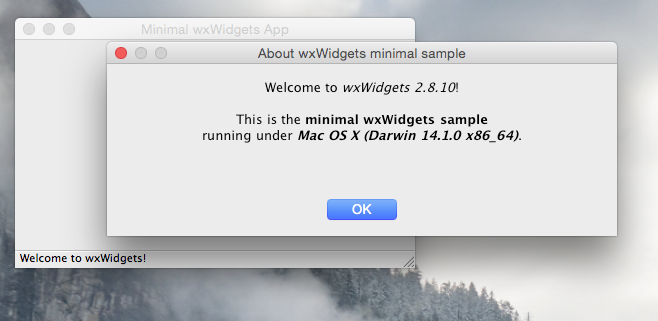 Minimal wxWidgets App
About wxWidgets minimal sample
Welcome to wxWidgets 2.8.10!
This is the minimal wxWidgets sample
running under Mac OS X (Darwin 14.1.0 x86_64).
OK
Welcome to wxWidgets!